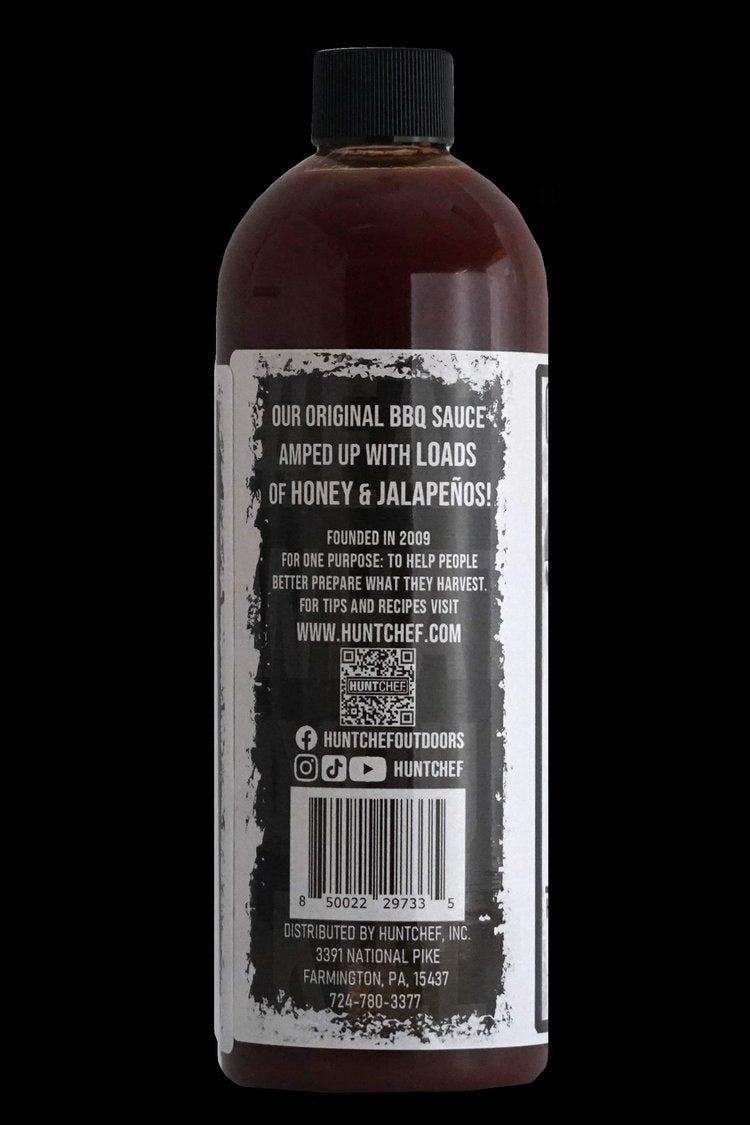 OUR ORIGINAL BBQ SAUCE
AMPED UP WITH LOADS
OF HONEY & JALAPEÑOS!
FOUNDED IN 2009
FOR ONE PURPOSE: TO HELP PEOPLE
BETTER PREPARE WHAT THEY HARVEST.
FOR TIPS AND RECIPES VISIT
WWW.HUNTCHEF.COM
HUNTCHEF
HUNTCHEFOUTDOORS
HUNTCHEF
8 50022 29733 5
DISTRIBUTED BY HUNTCHEF, INC.
3391 NATIONAL PIKE
FARMINGTON, PA, 15437
724-780-3377